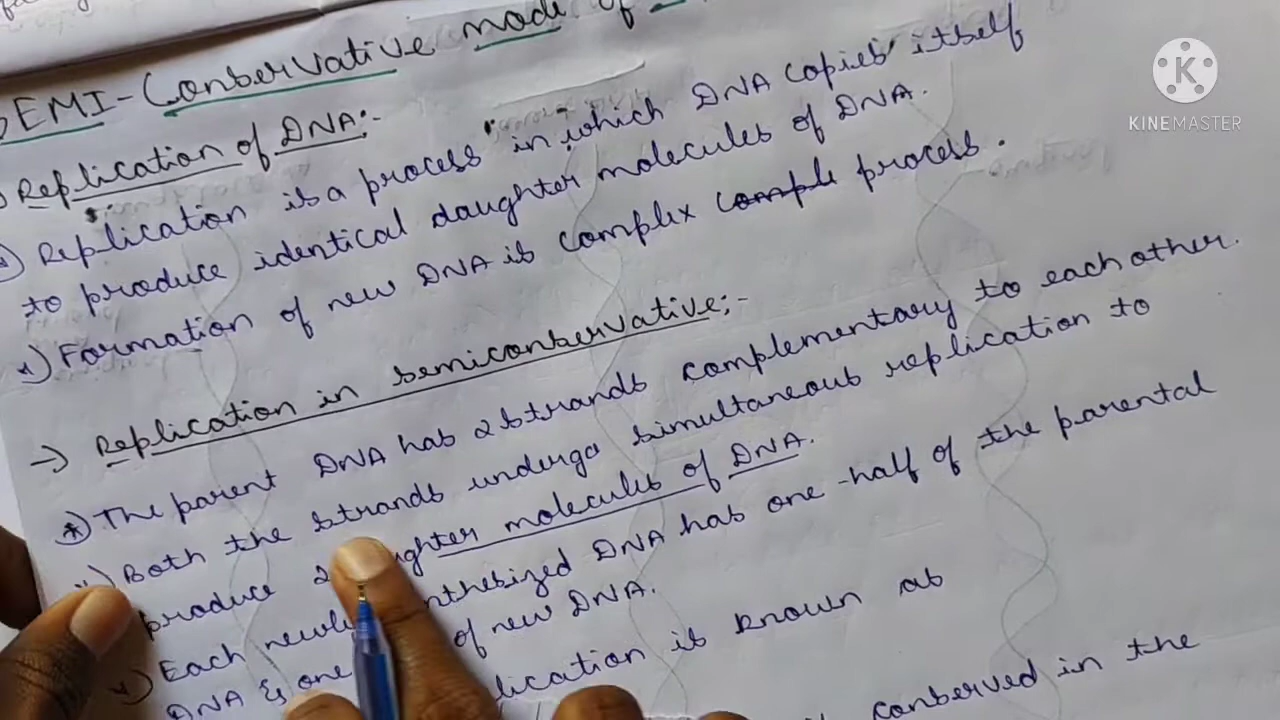 SEMI-Conservative mode of
Replication of DNA:-
Replication is a process in which DNA copies itself
to produce identical daughter molecules of DNA.
Formation of new DNA is complex process.
→) Replication in semiconservative:-
*) The parent DNA has 2 strands complementary to each other.
Both the strands undergo simultaneous replication to
produce 2 daughter molecules of DNA.
Each newly synthesized DNA has one-half of the parental
DNA & one of new DNA.
is known as
conserved in the
KINEMASTER